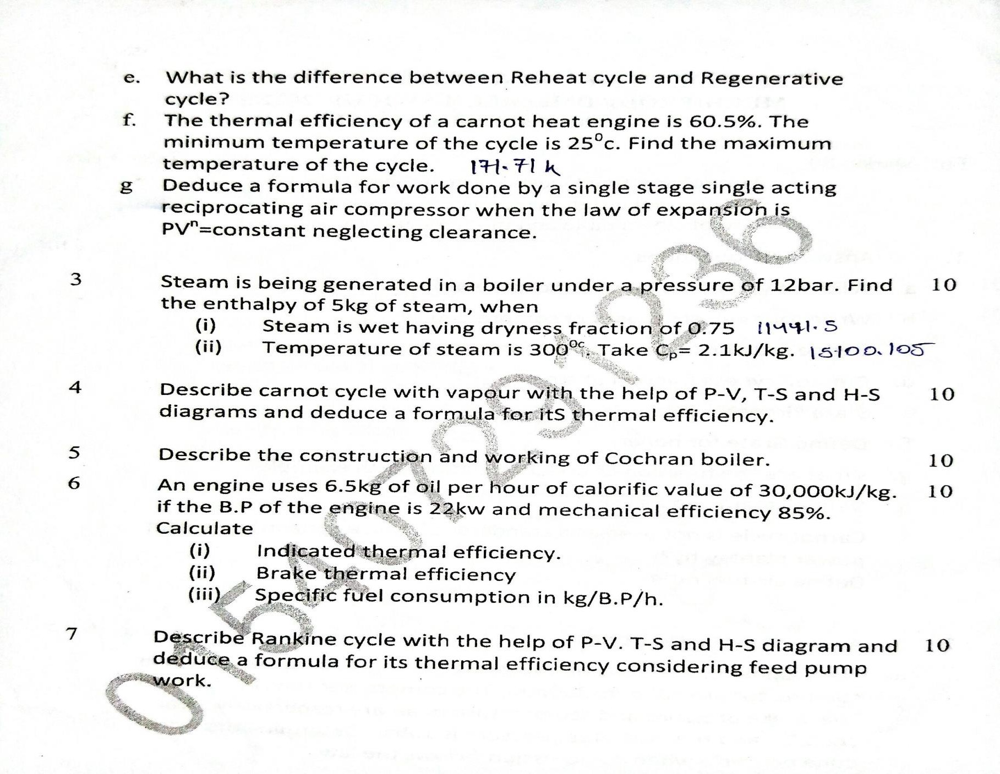 e. What is the difference between Reheat cycle and Regenerative
cycle?
f. The thermal efficiency of a carnot heat engine is 60.5%. The
minimum temperature of the cycle is 25⁰c. Find the maximum
temperature of the cycle. 171.71 k
g Deduce a formula for work done by a single stage single acting
reciprocating air compressor when the law of expansion is
PVⁿ=constant neglecting clearance.
3 Steam is being generated in a boiler under a pressure of 12bar. Find 10
the enthalpy of 5kg of steam, when
(i) Steam is wet having dryness fraction of 0.75 11441.5
(ii) Temperature of steam is 300⁰ᶜ. Take Cₚ= 2.1kJ/kg. 15100.105
4 Describe carnot cycle with vapour with the help of P-V, T-S and H-S 10
diagrams and deduce a formula for itS thermal efficiency.
5 Describe the construction and working of Cochran boiler. 10
6 An engine uses 6.5kg of oil per hour of calorific value of 30,000kJ/kg. 10
if the B.P of the engine is 22kw and mechanical efficiency 85%.
Calculate
(i) Indicated thermal efficiency.
(ii) Brake thermal efficiency
(iii) Specific fuel consumption in kg/B.P/h.
7 Describe Rankine cycle with the help of P-V. T-S and H-S diagram and 10
deduce a formula for its thermal efficiency considering feed pump
work.
015407291236